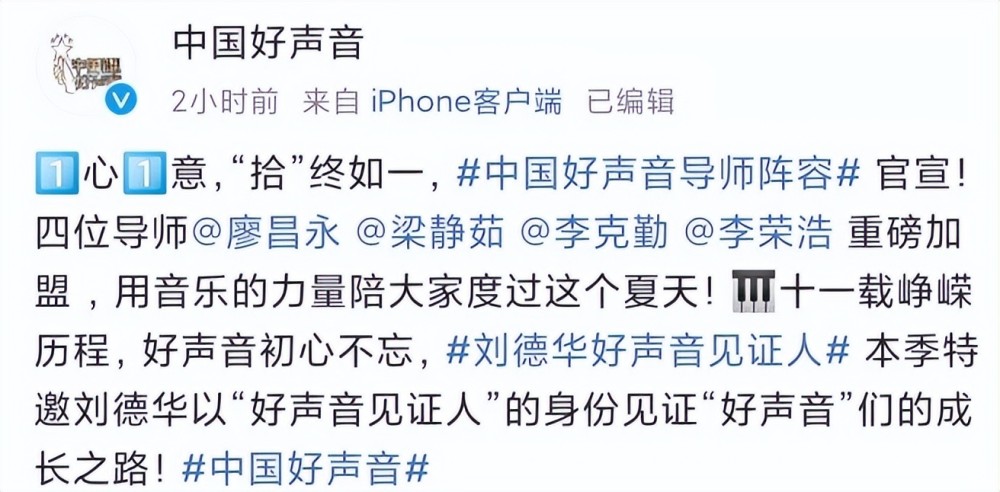 中国好声音
2小时前 来自 iPhone客户端 已编辑
1️⃣心1️⃣意,“拾”终如一，#中国好声音导师阵容# 官宣！
四位导师@廖昌永 @梁静茹 @李克勤 @李荣浩 重磅加
盟，用音乐的力量陪大家度过这个夏天！🎹十一载峥嵘
历程，好声音初心不忘，#刘德华好声音见证人# 本季特
邀刘德华以“好声音见证人”的身份见证“好声音”们的成
长之路！#中国好声音#